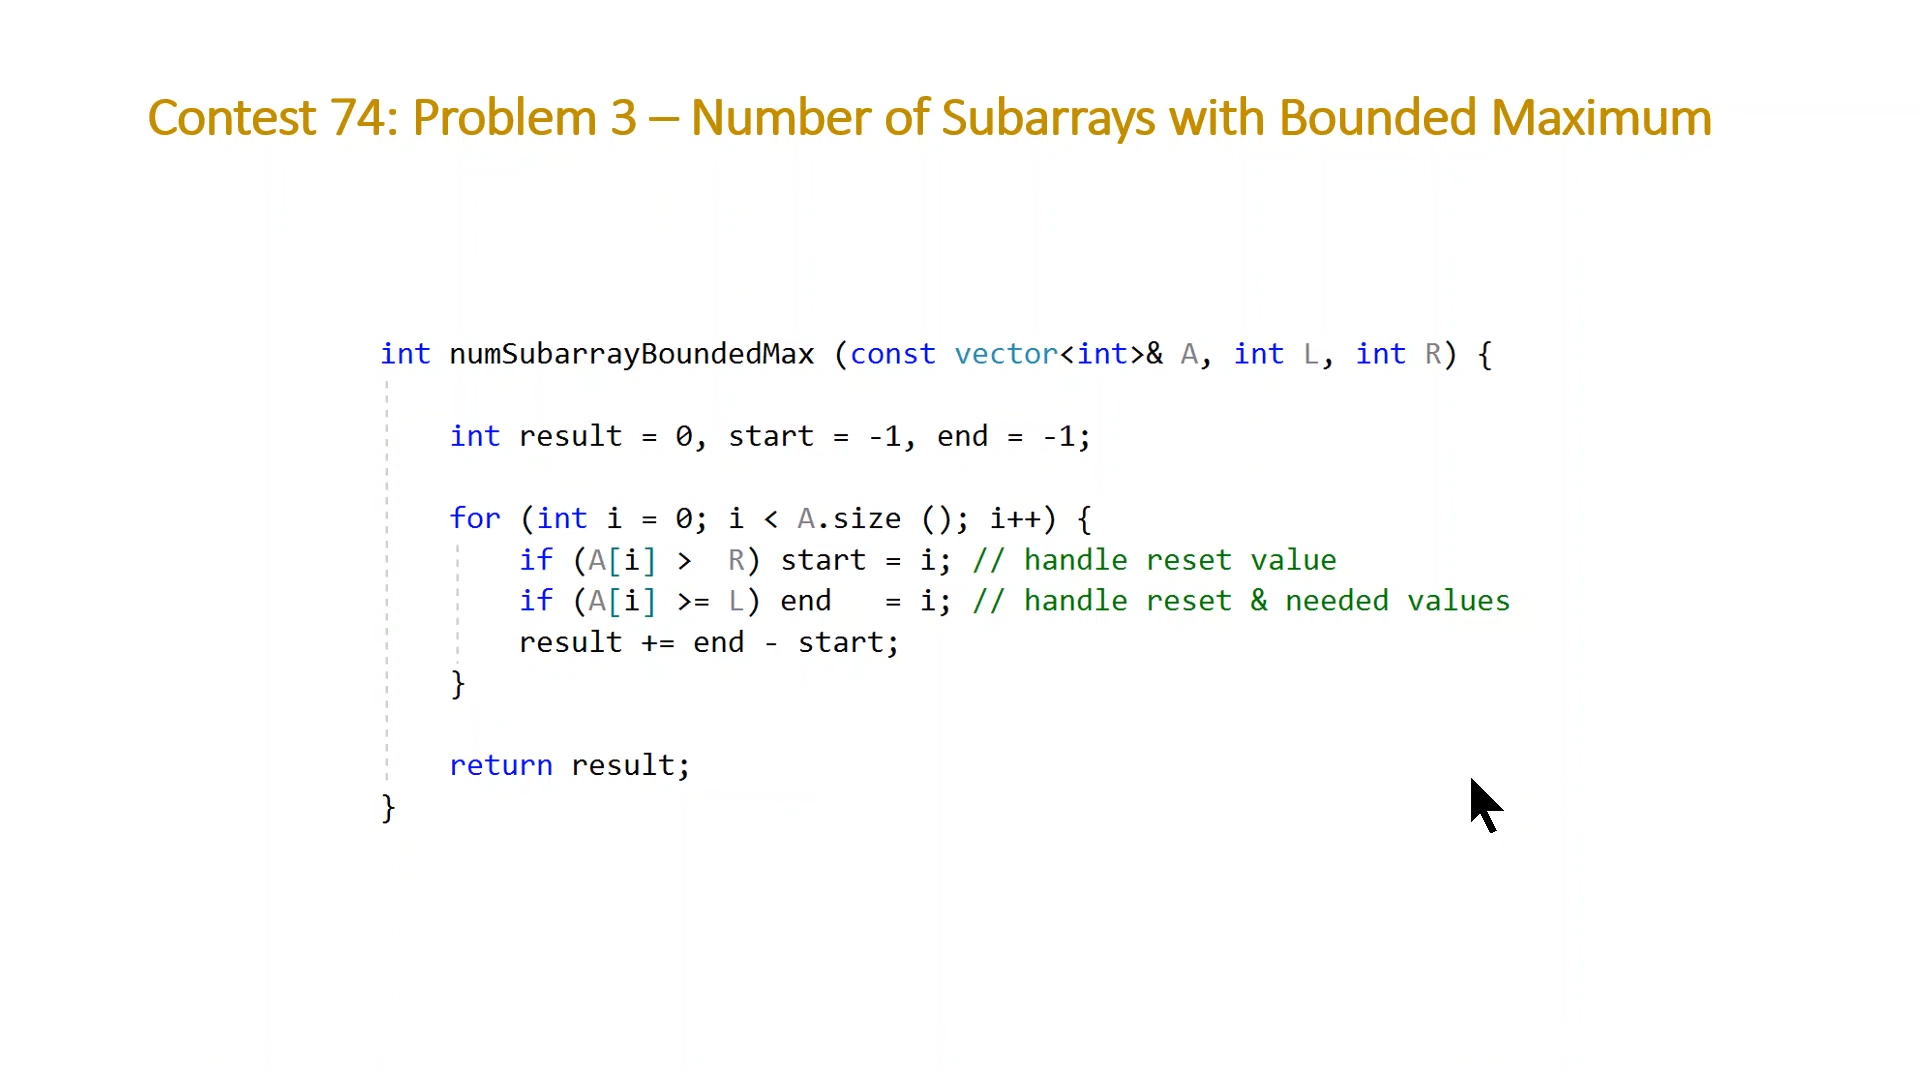 Contest 74: Problem 3 – Number of Subarrays with Bounded Maximum
int numSubarrayBoundedMax (const vector<int>& A, int L, int R) {
int result = 0, start = -1, end = -1;
for (int i = 0; i < A.size (); i++) {
if (A[i] >  R) start = i; // handle reset value
if (A[i] >= L) end   = i; // handle reset & needed values
result += end - start;
}
return result;
}